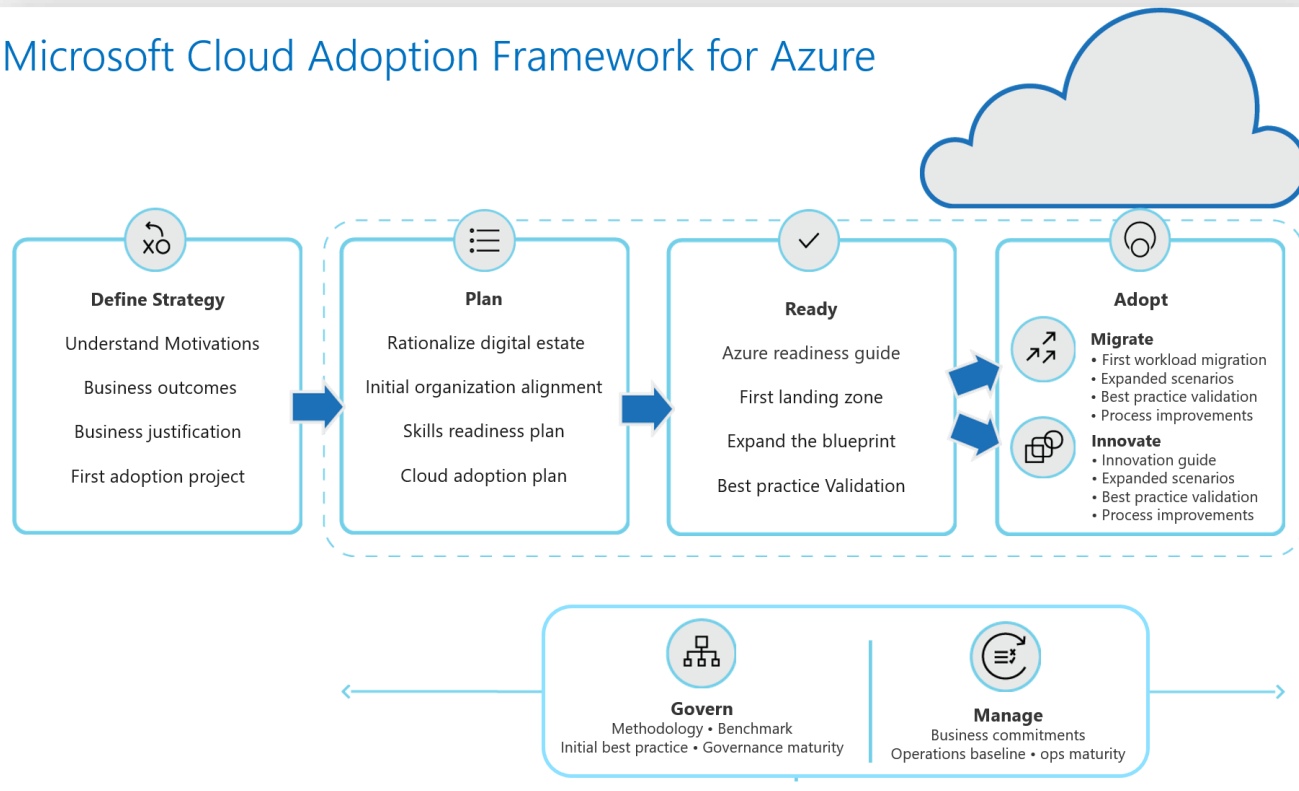 Microsoft Cloud Adoption Framework for Azure
Define Strategy
Understand Motivations
Business outcomes
Business justification
First adoption project
Plan
Rationalize digital estate
Initial organization alignment
Skills readiness plan
Cloud adoption plan
Ready
Azure readiness guide
First landing zone
Expand the blueprint
Best practice Validation
Adopt
Migrate
• First workload migration
• Expanded scenarios
• Best practice validation
• Process improvements
Innovate
• Innovation guide
• Expanded scenarios
• Best practice validation
• Process improvements
Govern
Methodology • Benchmark
Initial best practice • Governance maturity
Manage
Business commitments
Operations baseline • ops maturity